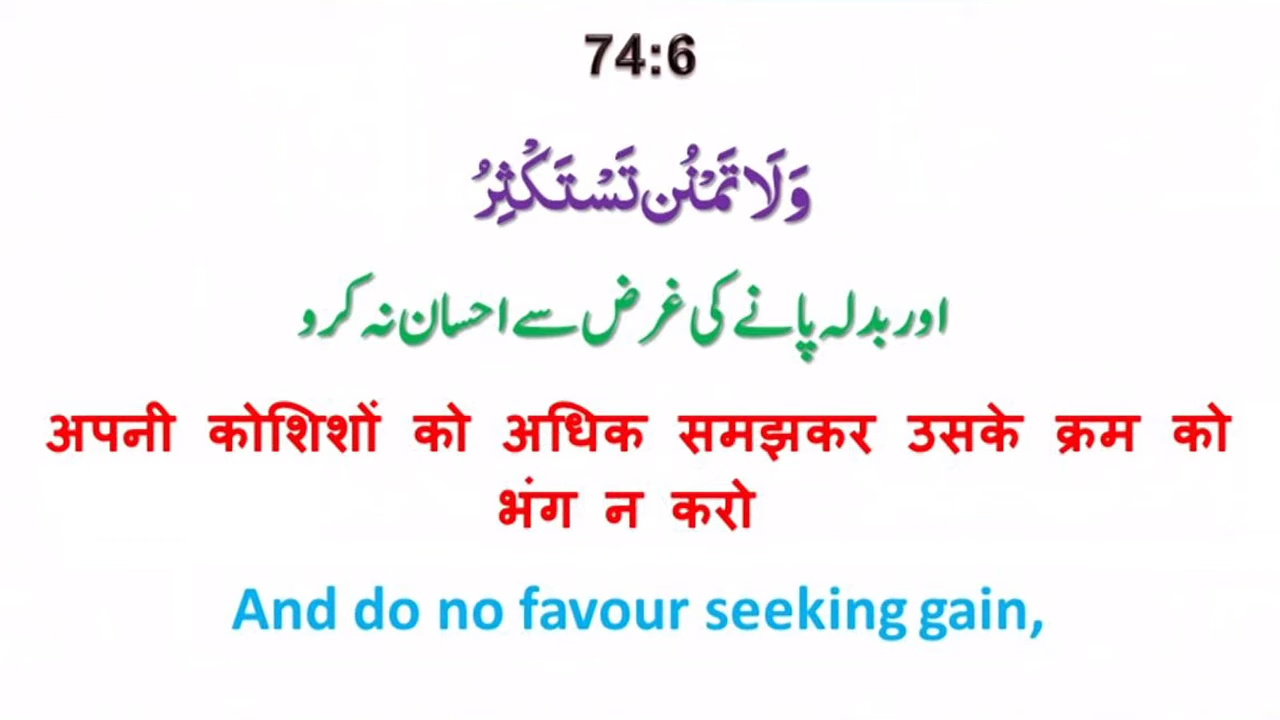 74:6
وَلَا تَمْنُن تَسْتَكْثِرُ
اور بدلہ پانے کی غرض سے احسان نہ کرو
अपनी कोशिशों को अधिक समझकर उसके क्रम को
भंग न करो
And do no favour seeking gain,